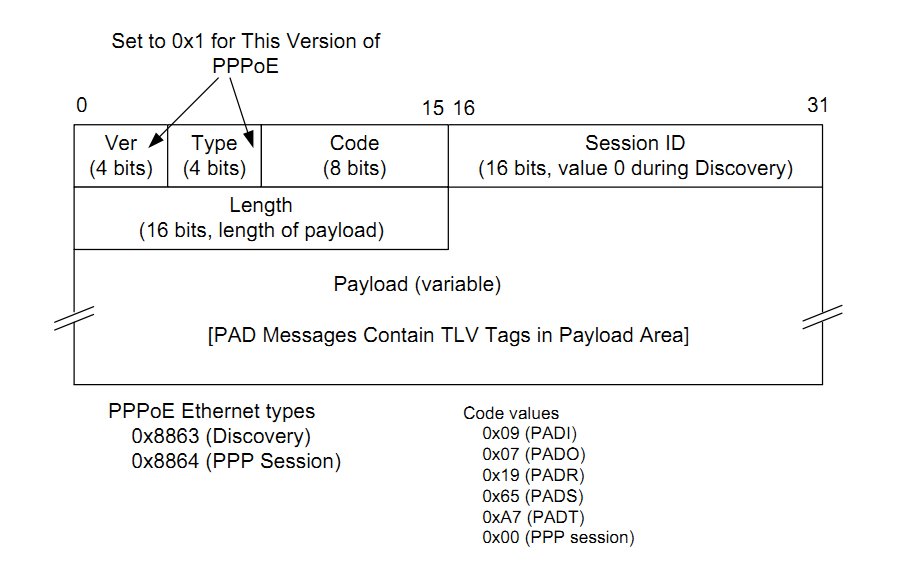 Set to 0x1 for This Version of
PPPoE
0
15
16
31
Ver
(4 bits)
Type
(4 bits)
Code
(8 bits)
Session ID
(16 bits, value 0 during Discovery)
Length
(16 bits, length of payload)
Payload (variable)
[PAD Messages Contain TLV Tags in Payload Area]
PPPoE Ethernet types
0x8863 (Discovery)
0x8864 (PPP Session)
Code values
0x09 (PADI)
0x07 (PADO)
0x19 (PADR)
0x65 (PADS)
0xA7 (PADT)
0x00 (PPP session)